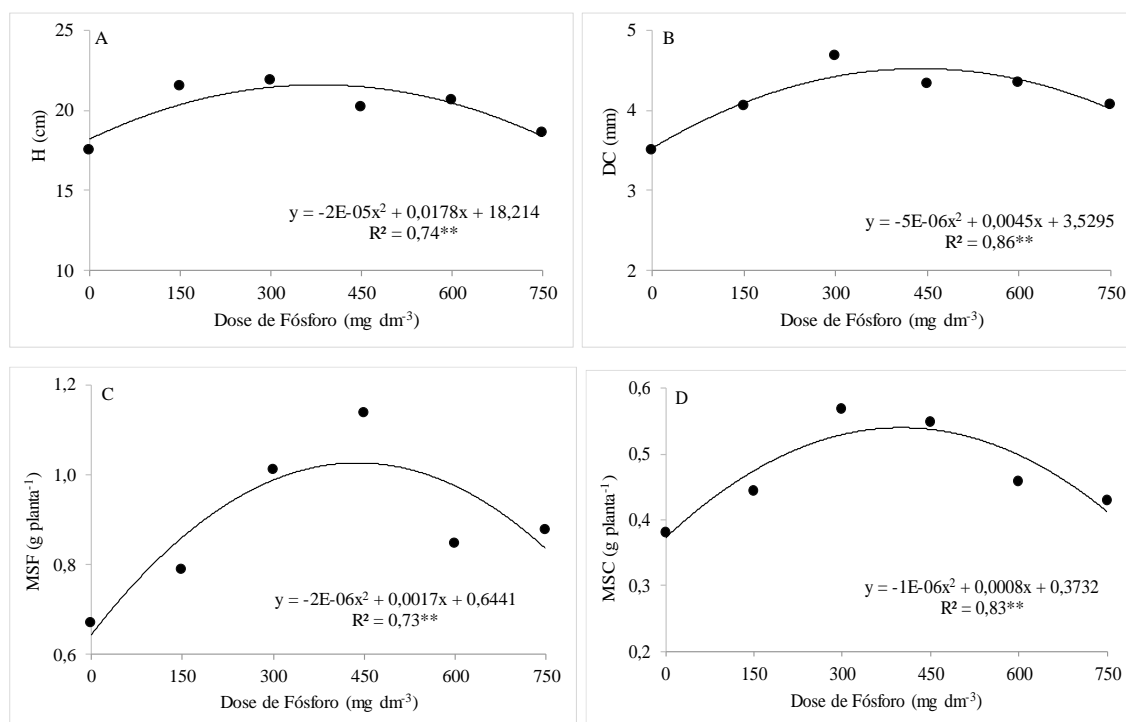 A
H (cm)
25
20
15
10
y = -2E-05x² + 0,0178x + 18,214
R² = 0,74**
0 150 300 450 600 750
Dose de Fósforo (mg dm⁻³)
B
DC (mm)
5
4
3
2
y = -5E-06x² + 0,0045x + 3,5295
R² = 0,86**
0 150 300 450 600 750
Dose de Fósforo (mg dm⁻³)
C
MSF (g planta⁻¹)
1,2
1,0
0,8
0,6
y = -2E-06x² + 0,0017x + 0,6441
R² = 0,73**
0 150 300 450 600 750
Dose de Fósforo (mg dm⁻³)
D
MSC (g planta⁻¹)
0,6
0,5
0,4
0,3
0,2
y = -1E-06x² + 0,0008x + 0,3732
R² = 0,83**
0 150 300 450 600 750
Dose de Fósforo (mg dm⁻³)